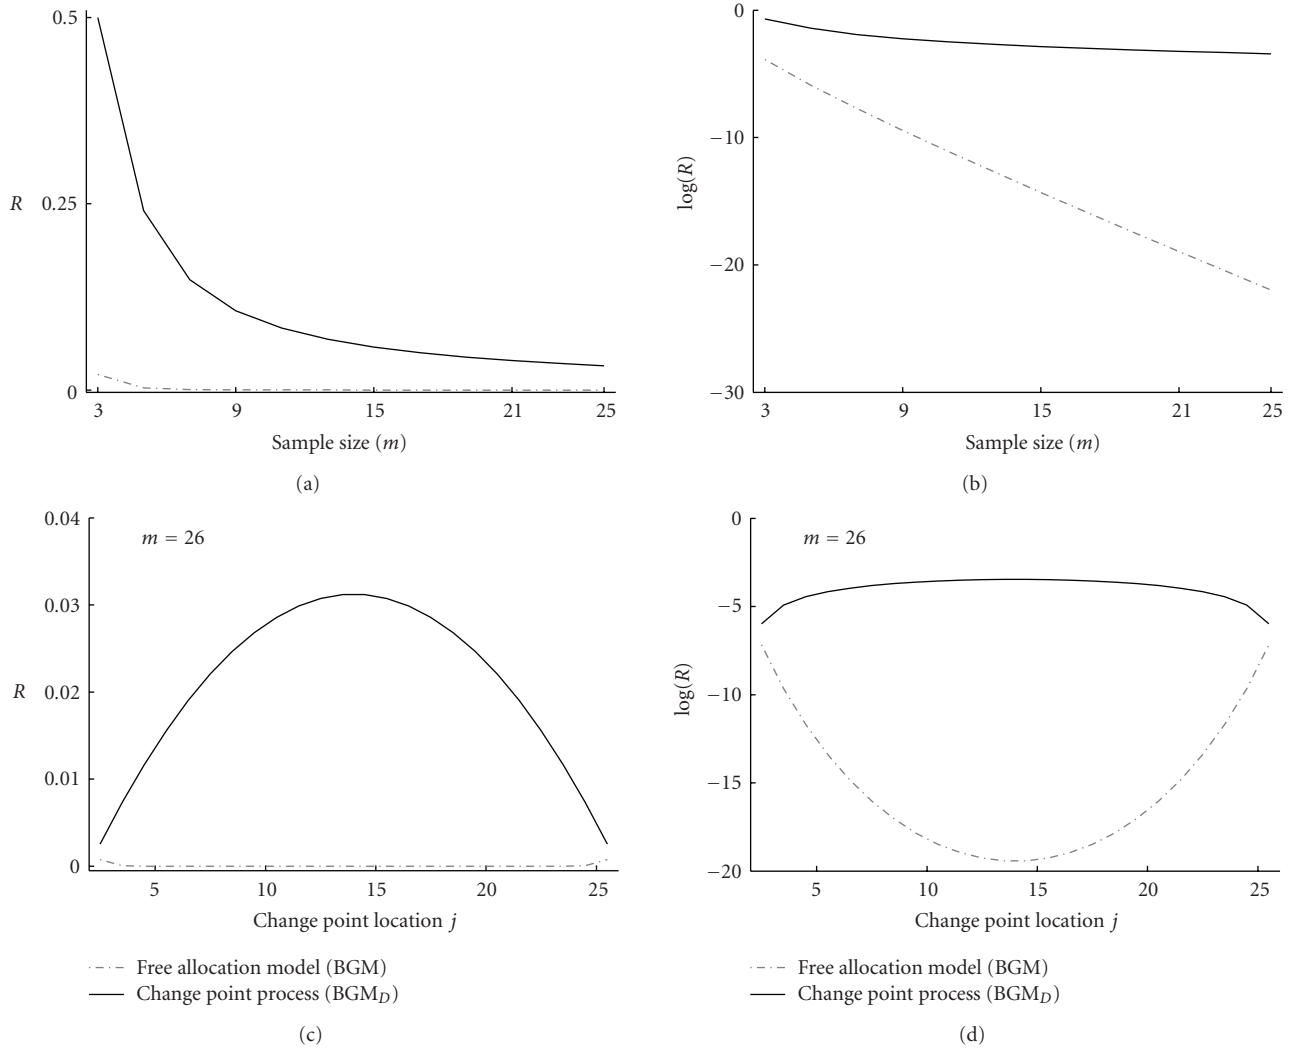 0.5
R
0.25
0
3
9
15
21
25
Sample size (m)
(a)
0
−10
log(R)
−20
−30
3
9
15
21
25
Sample size (m)
(b)
0.04
m = 26
0.03
R
0.02
0.01
0
5
10
15
20
25
Change point location j
Free allocation model (BGM)
Change point process (BGM_D)
(c)
0
m = 26
−5
log(R)
−10
−15
−20
5
10
15
20
25
Change point location j
Free allocation model (BGM)
Change point process (BGM_D)
(d)